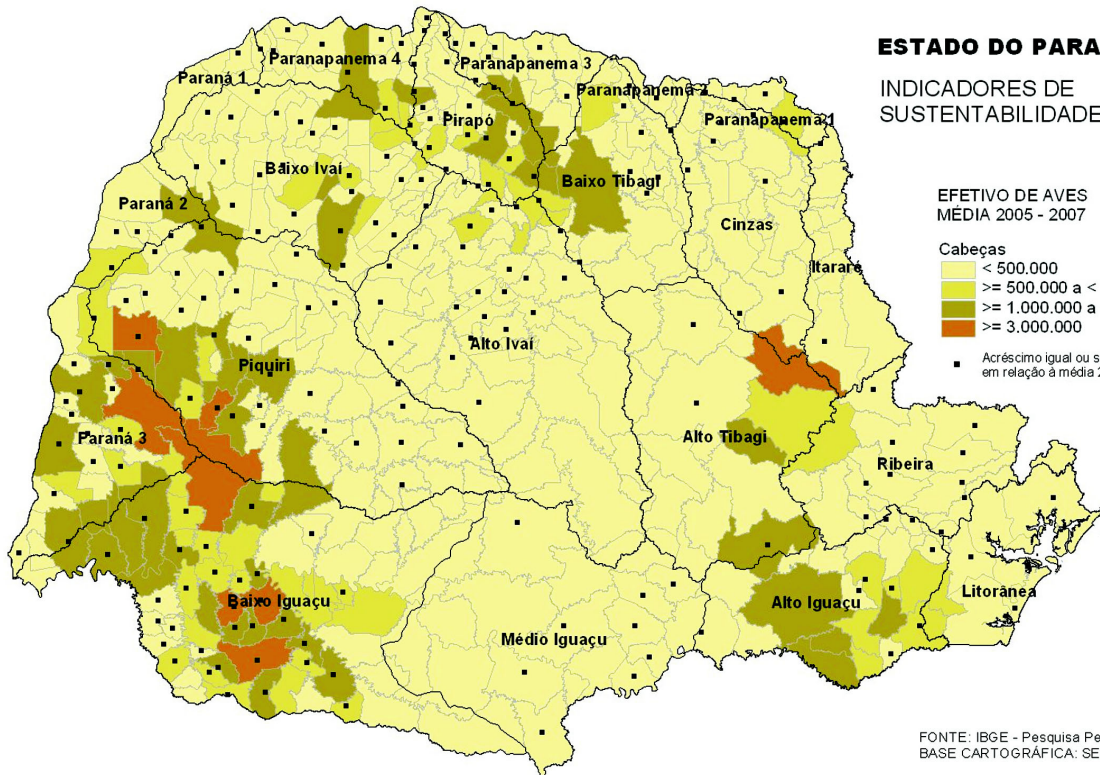 ESTADO DO PARA
INDICADORES DE
SUSTENTABILIDADE
EFETIVO DE AVES
MÉDIA 2005 - 2007
Cabeças
< 500.000
>= 500.000 a <
>= 1.000.000 a
>= 3.000.000
Acréscimo igual ou s
em relação à média 2
Paraná 1
Paranapanema 4
Paranapanema 3
Paranapanema 2
Paranapanema 1
Pirapó
Baixo Ivaí
Baixo Tibagi
Paraná 2
Cinzas
Itararé
Alto Ivaí
Piquiri
Paraná 3
Alto Tibagi
Ribeira
Baixo Iguaçu
Médio Iguaçu
Alto Iguaçu
Litorânea
FONTE: IBGE - Pesquisa Pe
BASE CARTOGRÁFICA: SE